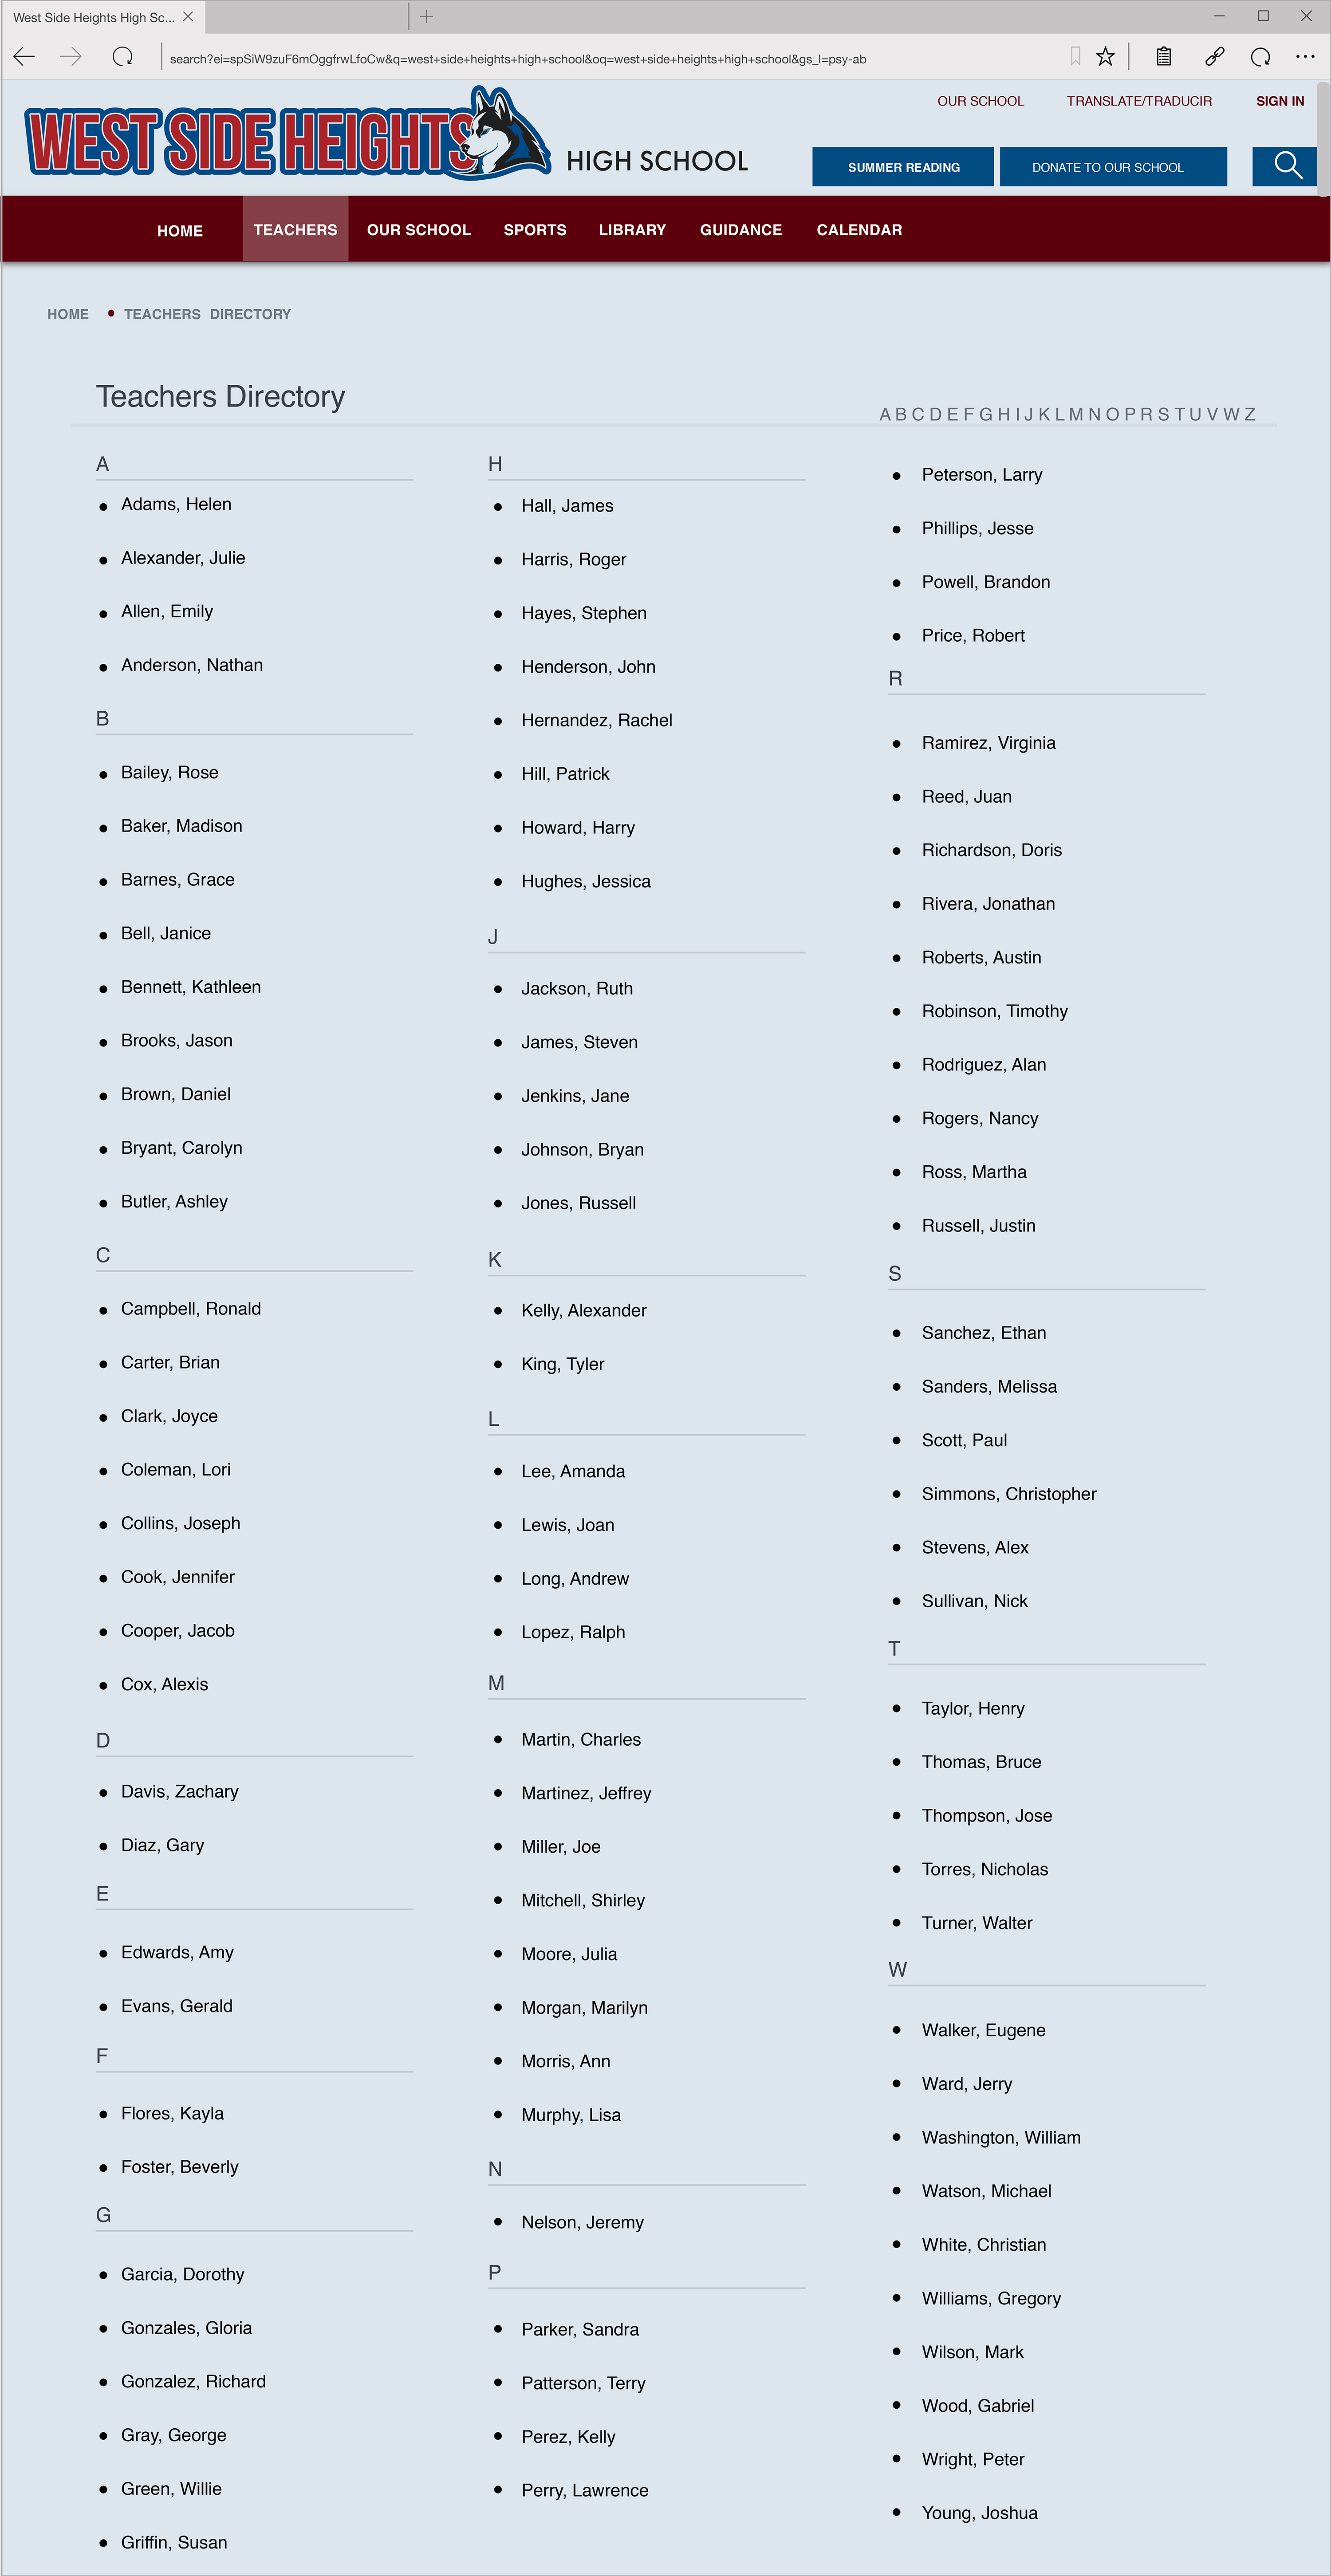 West Side Heights High Sc...
search?ei=spSiW9zuF6mOggfrwLfoCw&q=west+side+heights+high+school&oq=west+side+heights+high+school&gs_l=psy-ab
OUR SCHOOL TRANSLATE/TRADUCIR SIGN IN
WEST SIDE HEIGHTS HIGH SCHOOL
SUMMER READING DONATE TO OUR SCHOOL
HOME TEACHERS OUR SCHOOL SPORTS LIBRARY GUIDANCE CALENDAR
HOME • TEACHERS DIRECTORY
Teachers Directory
A B C D E F G H I J K L M N O P R S T U V W Z
A
• Adams, Helen
• Alexander, Julie
• Allen, Emily
• Anderson, Nathan
B
• Bailey, Rose
• Baker, Madison
• Barnes, Grace
• Bell, Janice
• Bennett, Kathleen
• Brooks, Jason
• Brown, Daniel
• Bryant, Carolyn
• Butler, Ashley
C
• Campbell, Ronald
• Carter, Brian
• Clark, Joyce
• Coleman, Lori
• Collins, Joseph
• Cook, Jennifer
• Cooper, Jacob
• Cox, Alexis
D
• Davis, Zachary
• Diaz, Gary
E
• Edwards, Amy
• Evans, Gerald
F
• Flores, Kayla
• Foster, Beverly
G
• Garcia, Dorothy
• Gonzales, Gloria
• Gonzalez, Richard
• Gray, George
• Green, Willie
• Griffin, Susan
H
• Hall, James
• Harris, Roger
• Hayes, Stephen
• Henderson, John
• Hernandez, Rachel
• Hill, Patrick
• Howard, Harry
• Hughes, Jessica
J
• Jackson, Ruth
• James, Steven
• Jenkins, Jane
• Johnson, Bryan
• Jones, Russell
K
• Kelly, Alexander
• King, Tyler
L
• Lee, Amanda
• Lewis, Joan
• Long, Andrew
• Lopez, Ralph
M
• Martin, Charles
• Martinez, Jeffrey
• Miller, Joe
• Mitchell, Shirley
• Moore, Julia
• Morgan, Marilyn
• Morris, Ann
• Murphy, Lisa
N
• Nelson, Jeremy
P
• Parker, Sandra
• Patterson, Terry
• Perez, Kelly
• Perry, Lawrence
• Peterson, Larry
• Phillips, Jesse
• Powell, Brandon
• Price, Robert
R
• Ramirez, Virginia
• Reed, Juan
• Richardson, Doris
• Rivera, Jonathan
• Roberts, Austin
• Robinson, Timothy
• Rodriguez, Alan
• Rogers, Nancy
• Ross, Martha
• Russell, Justin
S
• Sanchez, Ethan
• Sanders, Melissa
• Scott, Paul
• Simmons, Christopher
• Stevens, Alex
• Sullivan, Nick
T
• Taylor, Henry
• Thomas, Bruce
• Thompson, Jose
• Torres, Nicholas
• Turner, Walter
W
• Walker, Eugene
• Ward, Jerry
• Washington, William
• Watson, Michael
• White, Christian
• Williams, Gregory
• Wilson, Mark
• Wood, Gabriel
• Wright, Peter
• Young, Joshua